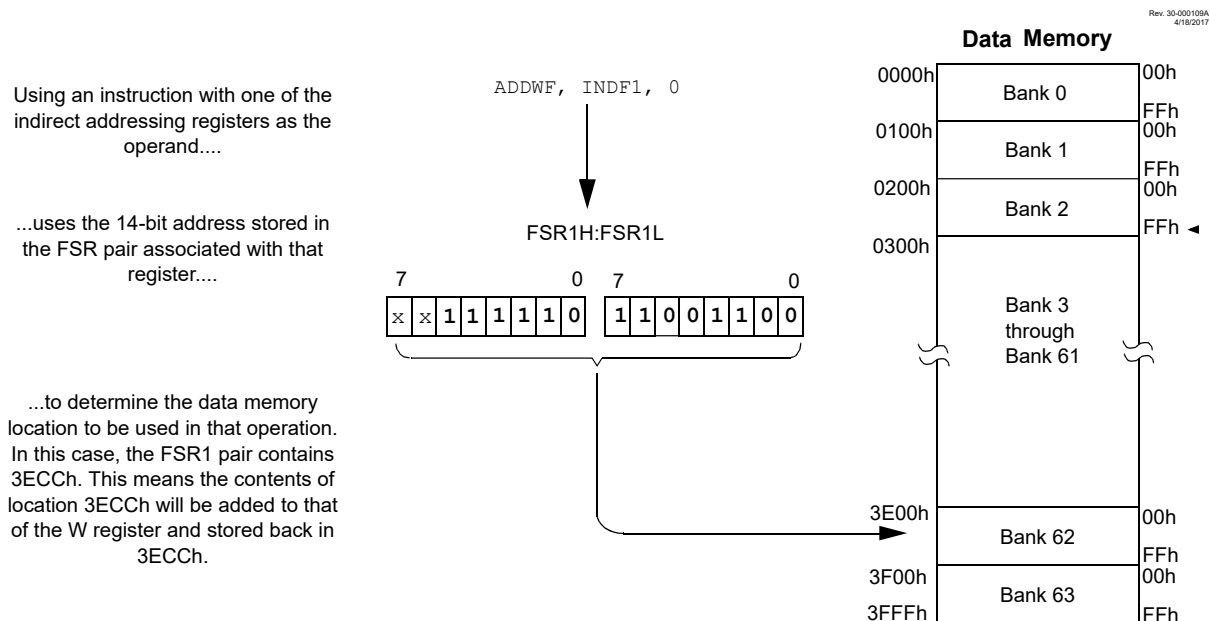 Rev. 30-000109A
4/18/2017
Using an instruction with one of the
indirect addressing registers as the
operand....
...uses the 14-bit address stored in
the FSR pair associated with that
register....
...to determine the data memory
location to be used in that operation.
In this case, the FSR1 pair contains
3ECCh. This means the contents of
location 3ECCh will be added to that
of the W register and stored back in
3ECCh.
ADDWF, INDF1, 0
FSR1H:FSR1L
7 0 7 0
x x 1 1 1 1 1 0 1 1 0 0 1 1 0 0
Data Memory
0000h 00h
Bank 0
FFh
0100h 00h
Bank 1
FFh
0200h 00h
Bank 2
FFh
0300h
Bank 3
through
Bank 61
3E00h 00h
Bank 62
FFh
3F00h 00h
Bank 63
3FFFh FFh